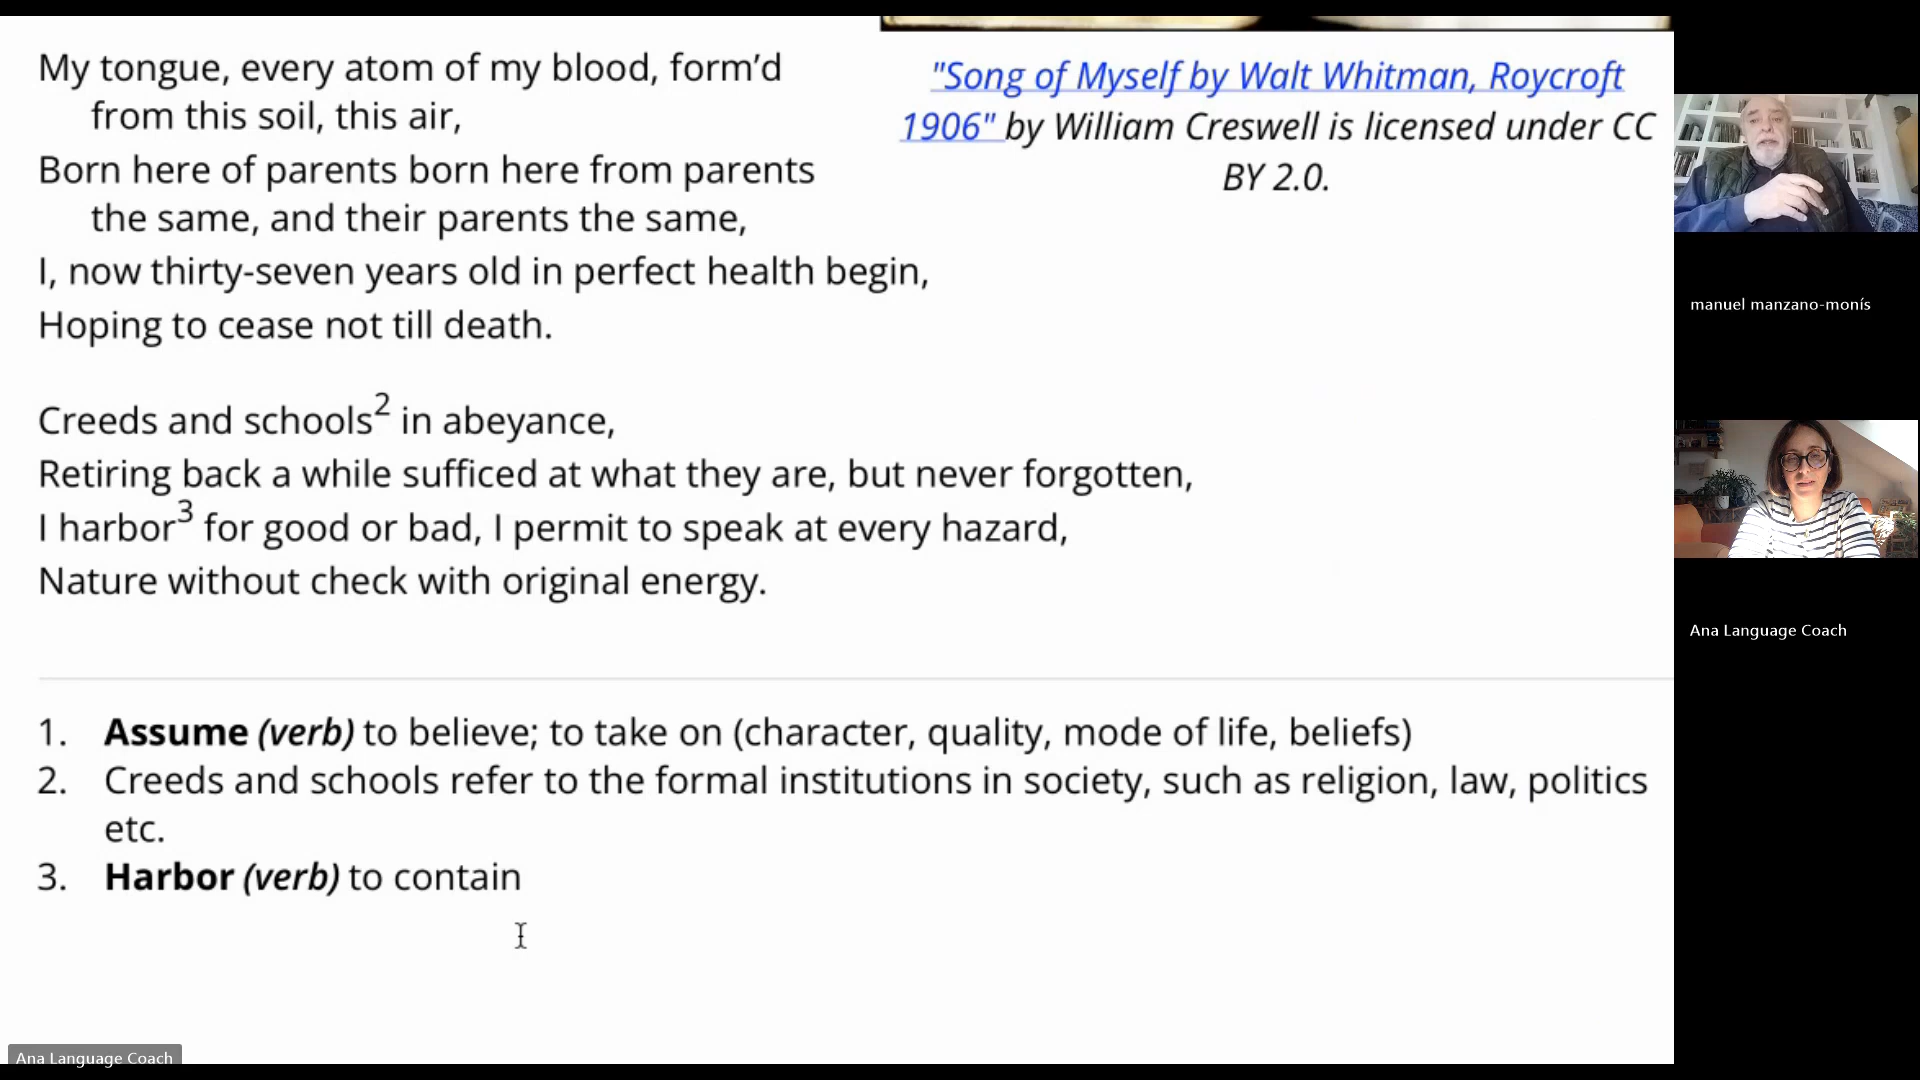 My tongue, every atom of my blood, form’d
from this soil, this air,
Born here of parents born here from parents
the same, and their parents the same,
I, now thirty-seven years old in perfect health begin,
Hoping to cease not till death.
Creeds and schools2 in abeyance,
Retiring back a while sufficed at what they are, but never forgotten,
I harbor3 for good or bad, I permit to speak at every hazard,
Nature without check with original energy.
"Song of Myself by Walt Whitman, Roycroft
1906" by William Creswell is licensed under CC
BY 2.0.
1. Assume (verb) to believe; to take on (character, quality, mode of life, beliefs)
2. Creeds and schools refer to the formal institutions in society, such as religion, law, politics
etc.
3. Harbor (verb) to contain
manuel manzano-monís
Ana Language Coach
Ana Language Coach